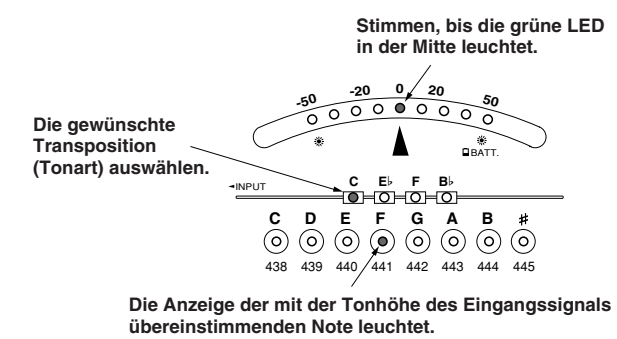 Stimmen, bis die grüne LED
in der Mitte leuchtet.
-50 -20 0 20 50
Die gewünschte
Transposition
(Tonart) auswählen.
BATT.
INPUT
C E♭ F B♭
C D E F G A B ♯
438 439 440 441 442 443 444 445
Die Anzeige der mit der Tonhöhe des Eingangssignals
übereinstimmenden Note leuchtet.